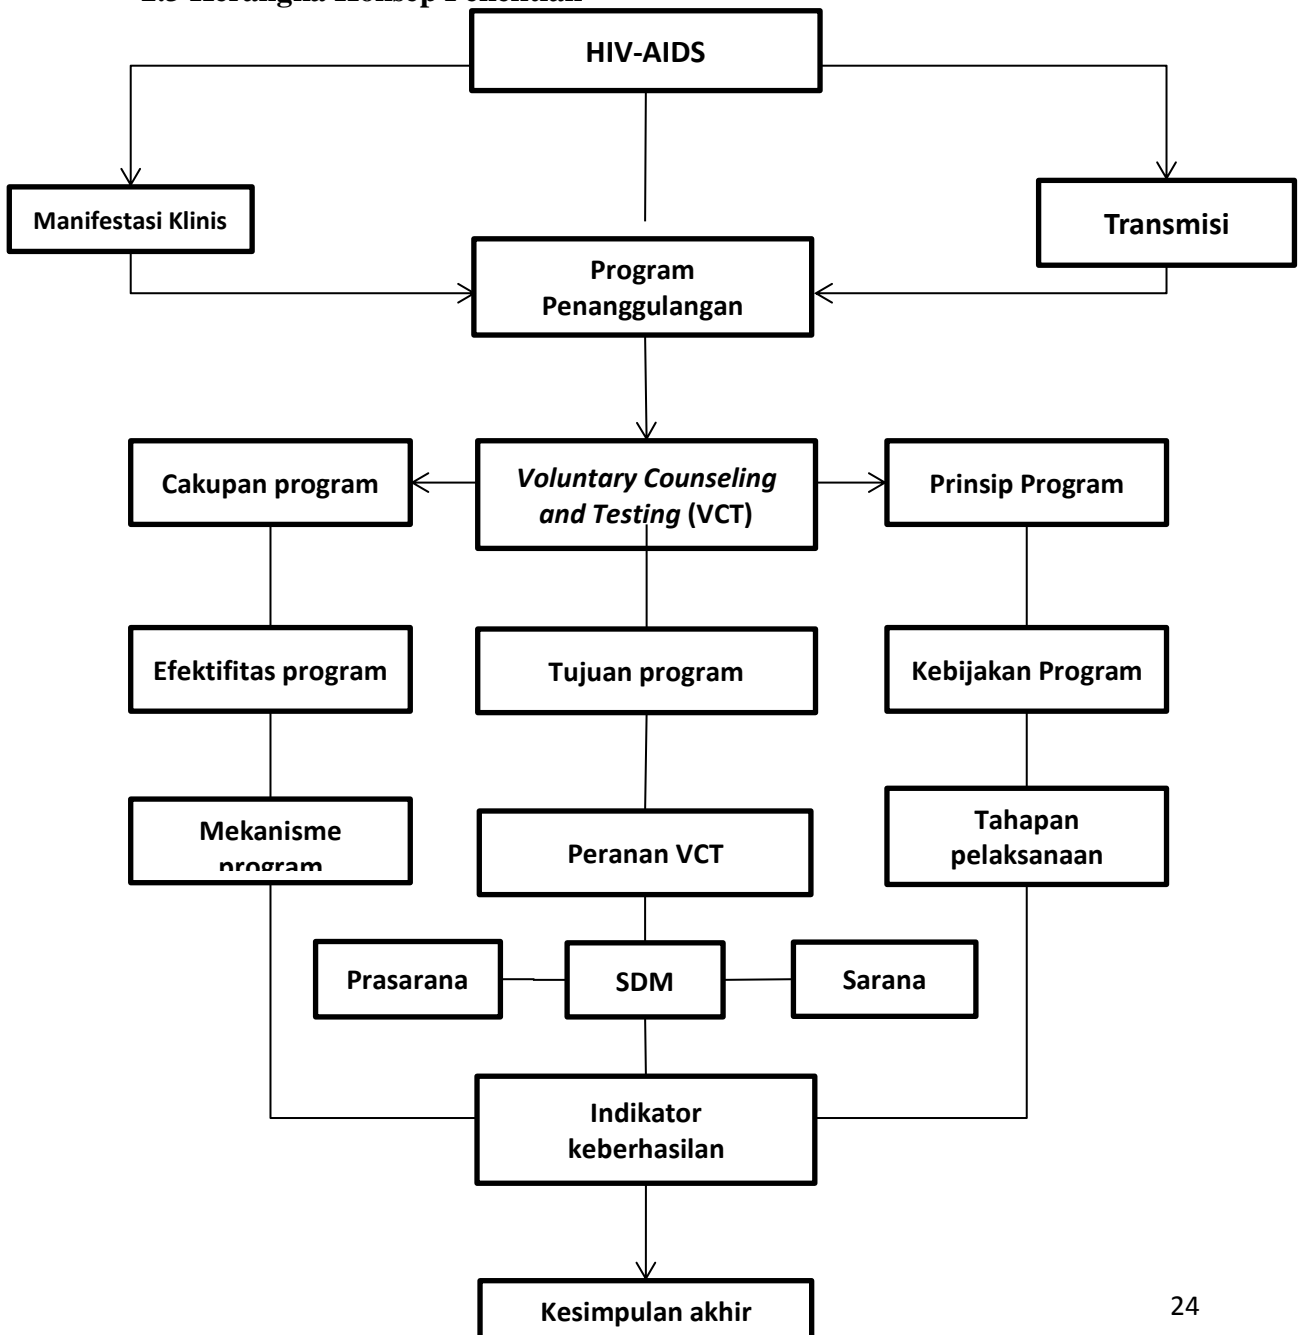 HIV-AIDS
Manifestasi Klinis
Transmisi
Program
Penanggulangan
Cakupan program
Voluntary Counseling
and Testing (VCT)
Prinsip Program
Efektifitas program
Tujuan program
Kebijakan Program
Mekanisme
program
Peranan VCT
Tahapan
pelaksanaan
Prasarana
SDM
Sarana
Indikator
keberhasilan
Kesimpulan akhir
24